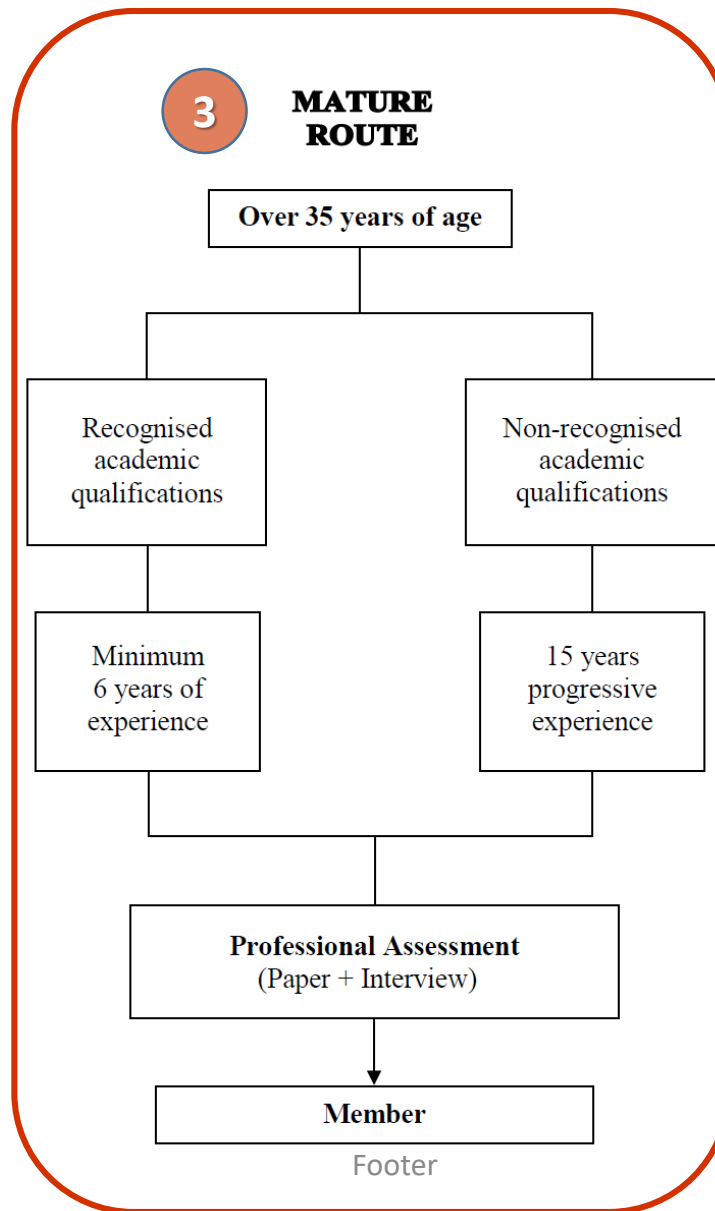 3
MATURE
ROUTE
Over 35 years of age
Recognised
academic
qualifications
Non-recognised
academic
qualifications
Minimum
6 years of
experience
15 years
progressive
experience
Professional Assessment
(Paper + Interview)
Member
Footer